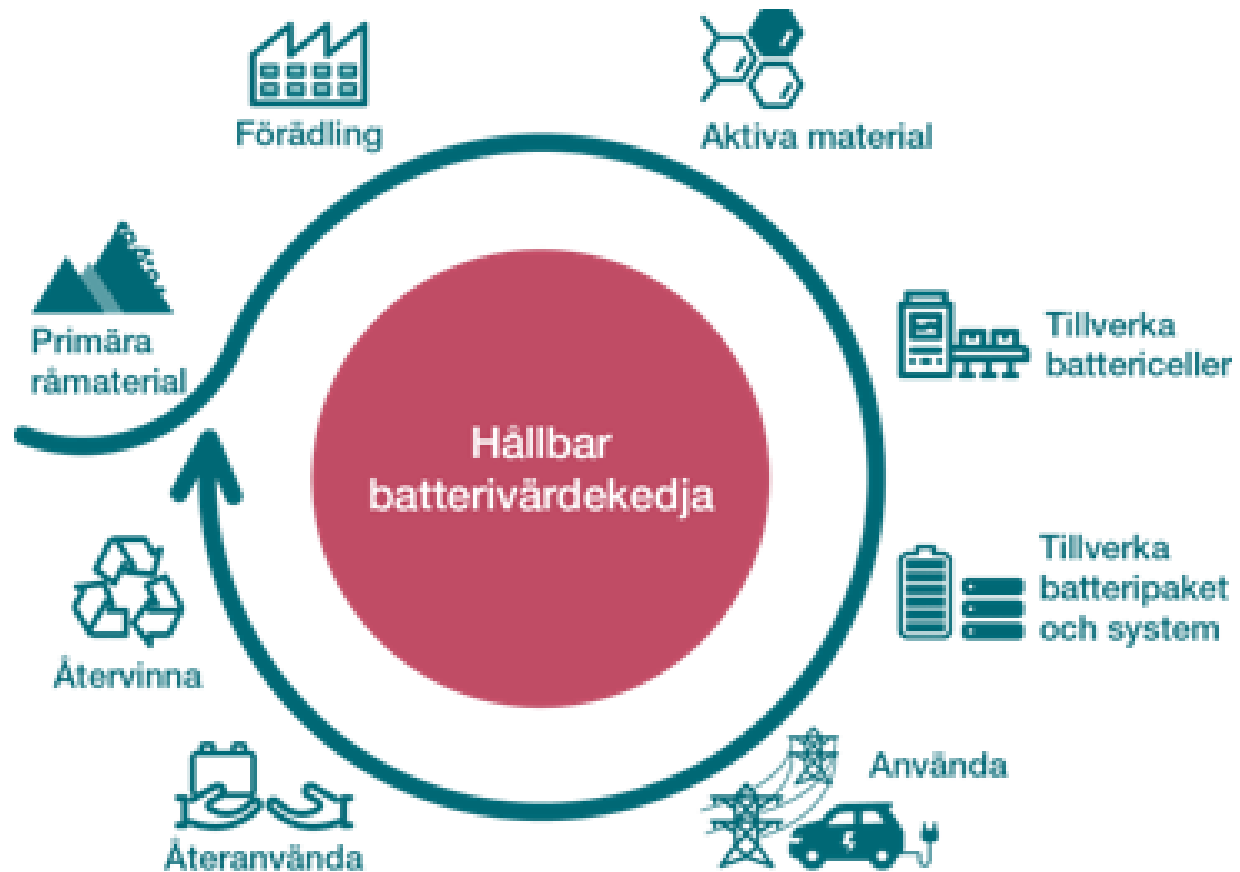 Förädling
Aktiva material
Primära
råmaterial
Tillverka
battericeller
Hållbar
batterivärdekedja
Tillverka
batteripaket
och system
Återvinna
Använda
Återanvända